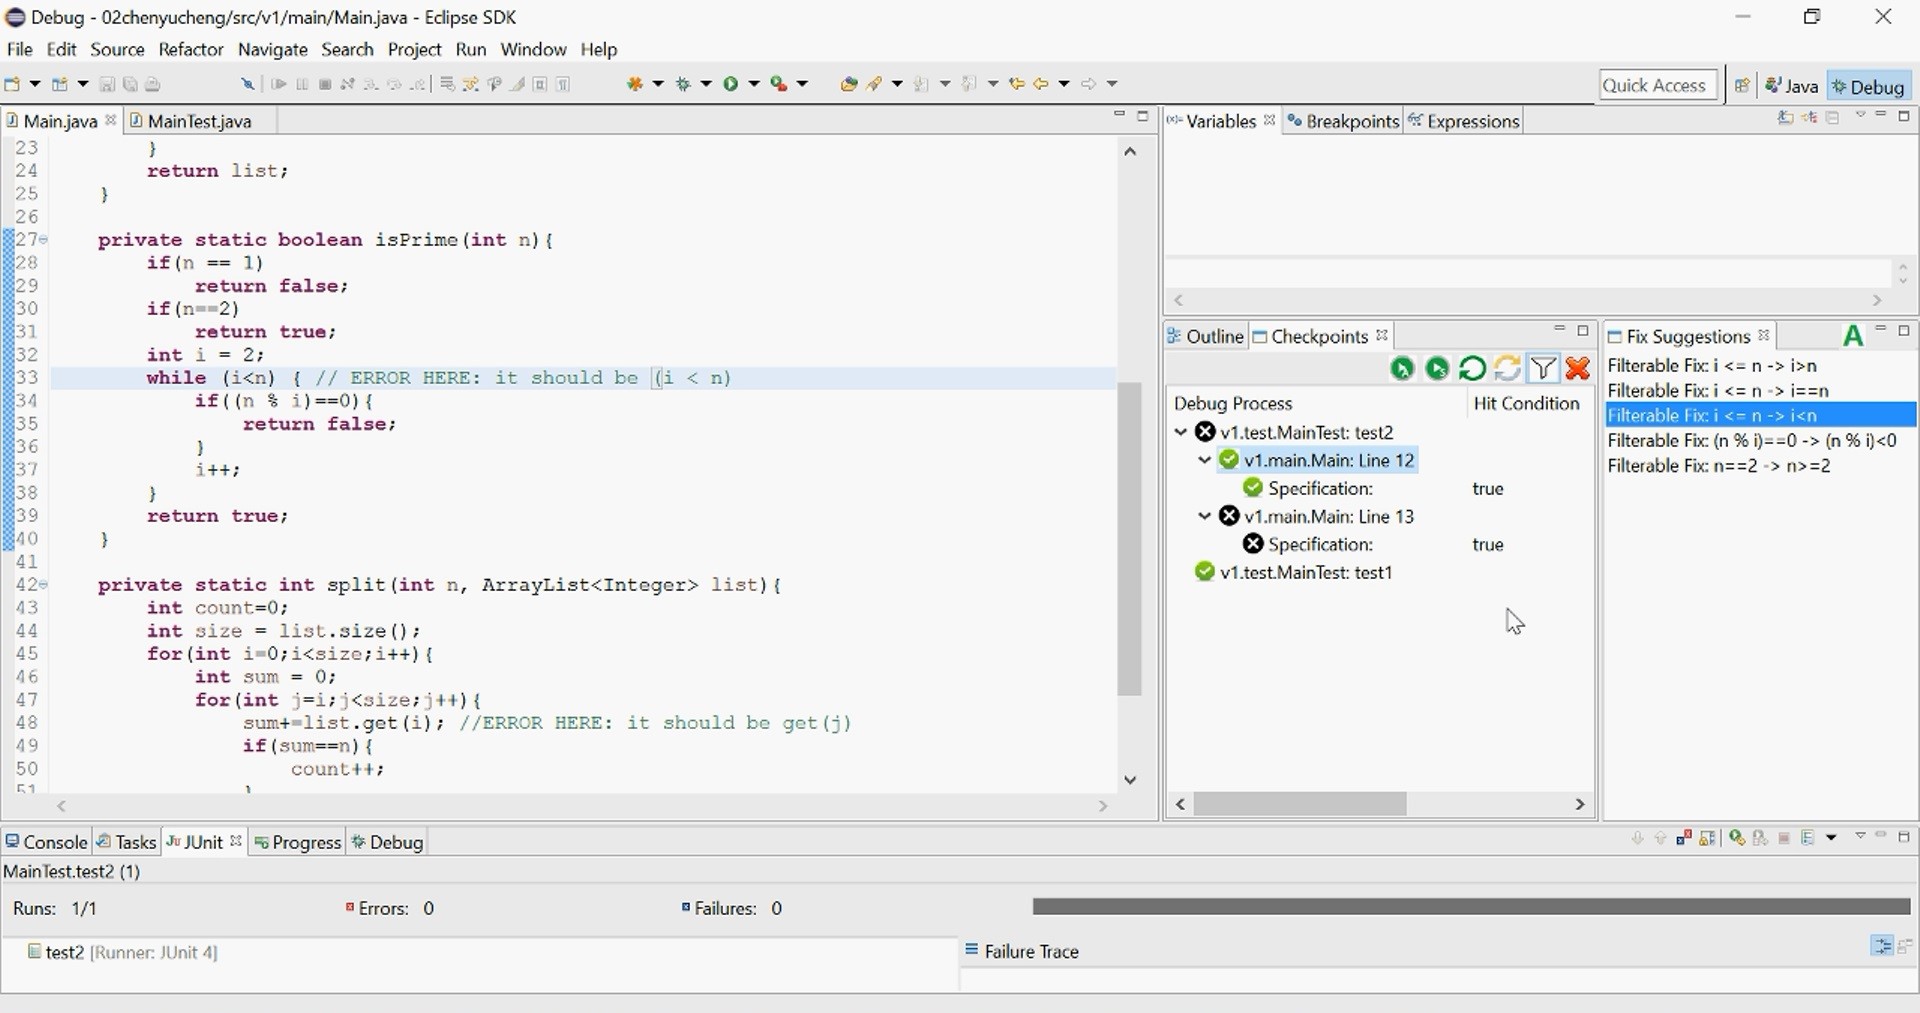 Debug - 02chenyucheng/src/v1/main/Main.java - Eclipse SDK
File Edit Source Refactor Navigate Search Project Run Window Help
Quick Access Java Debug
Main.java MainTest.java
23 }
24 return list;
25 }
26
27 private static boolean isPrime(int n){
28 if(n == 1)
29 return false;
30 if(n==2)
31 return true;
32 int i = 2;
33 while (i<n) { // ERROR HERE: it should be (i < n)
34 if((n % i)==0){
35 return false;
36 }
37 i++;
38 }
39 return true;
40 }
41
42 private static int split(int n, ArrayList<Integer> list){
43 int count=0;
44 int size = list.size();
45 for(int i=0;i<size;i++){
46 int sum = 0;
47 for(int j=i;j<size;j++){
48 sum+=list.get(i); //ERROR HERE: it should be get(j)
49 if(sum==n){
50 count++;
51 }
(x)= Variables Breakpoints Expressions
Outline Checkpoints
Debug Process Hit Condition
v1.test.MainTest: test2
v1.main.Main: Line 12
Specification: true
v1.main.Main: Line 13
Specification: true
v1.test.MainTest: test1
Fix Suggestions A
Filterable Fix: i <= n -> i>n
Filterable Fix: i <= n -> i==n
Filterable Fix: i <= n -> i<n
Filterable Fix: (n % i)==0 -> (n % i)<0
Filterable Fix: n==2 -> n>=2
Console Tasks JUnit Progress Debug
MainTest.test2 (1)
Runs: 1/1 Errors: 0 Failures: 0
test2 [Runner: JUnit 4]
Failure Trace